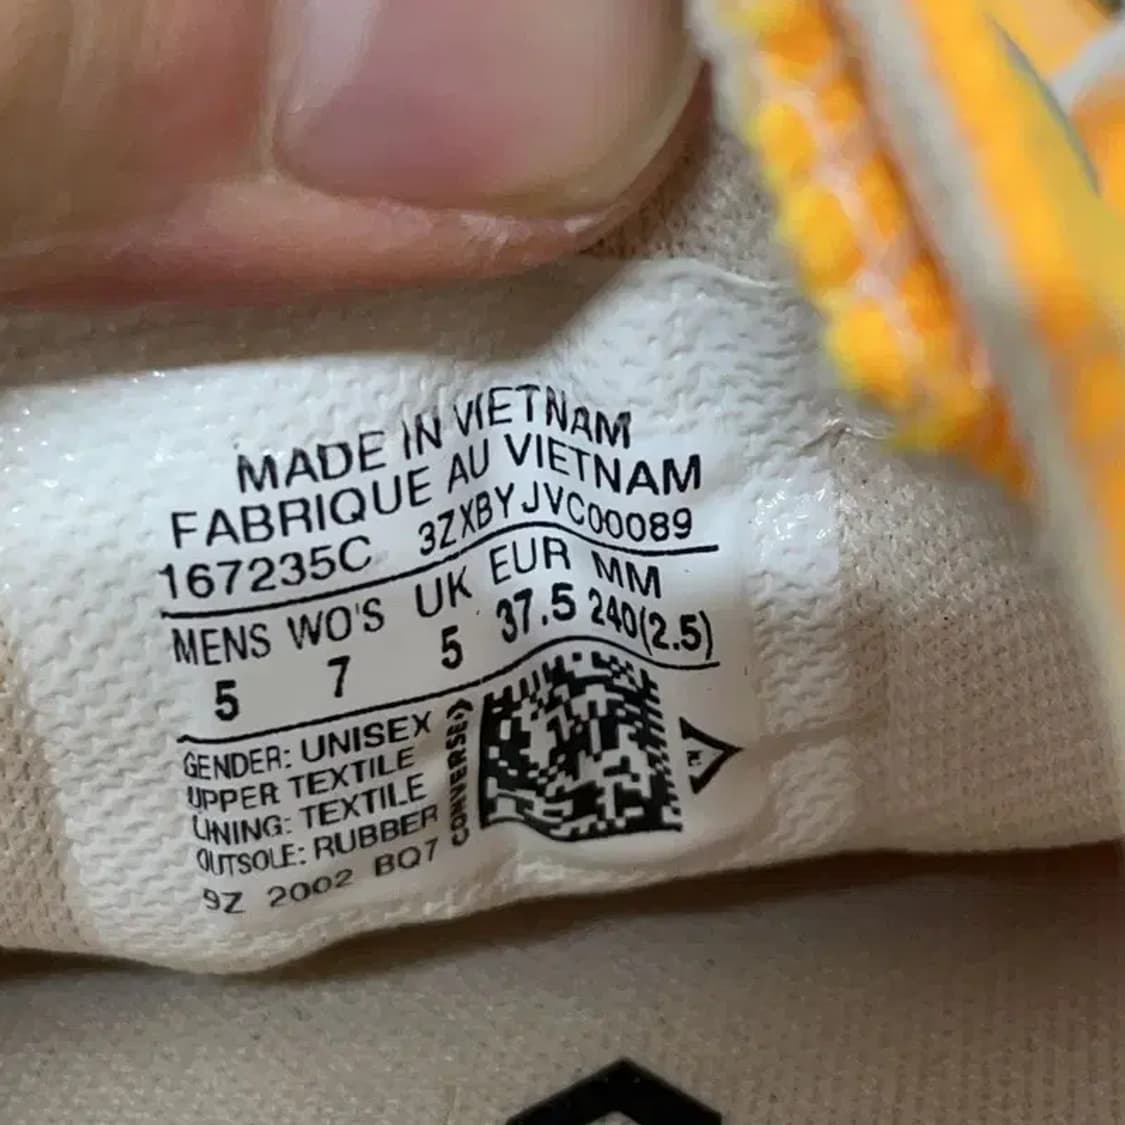 MADE IN VIETNAM
FABRIQUE AU VIETNAM
167235C 3ZXBYJVC00089
MENS WO'S UK EUR MM
5 7 5 37.5 240(2.5)
GENDER: UNISEX
UPPER TEXTILE
LINING: TEXTILE
OUTSOLE: RUBBER
9Z 2002 BQ7
CONVERSE